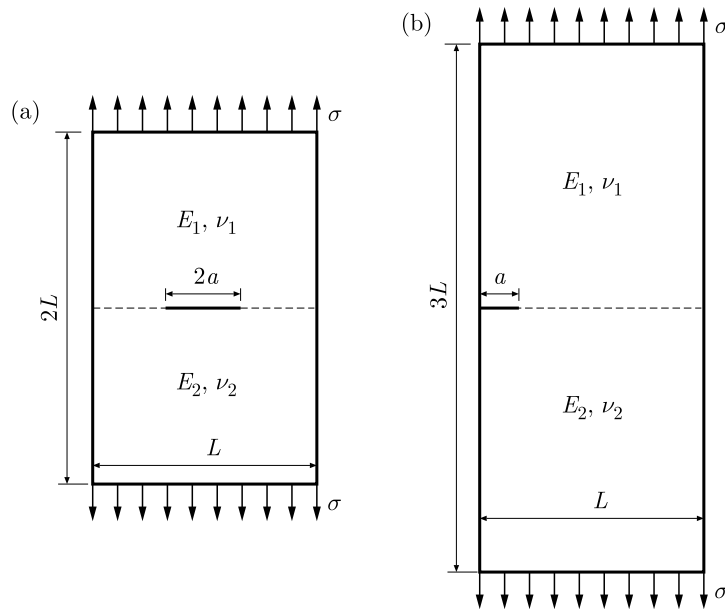 (a)
σ
E₁, ν₁
2a
2L
E₂, ν₂
L
σ
(b)
σ
E₁, ν₁
a
3L
E₂, ν₂
L
σ